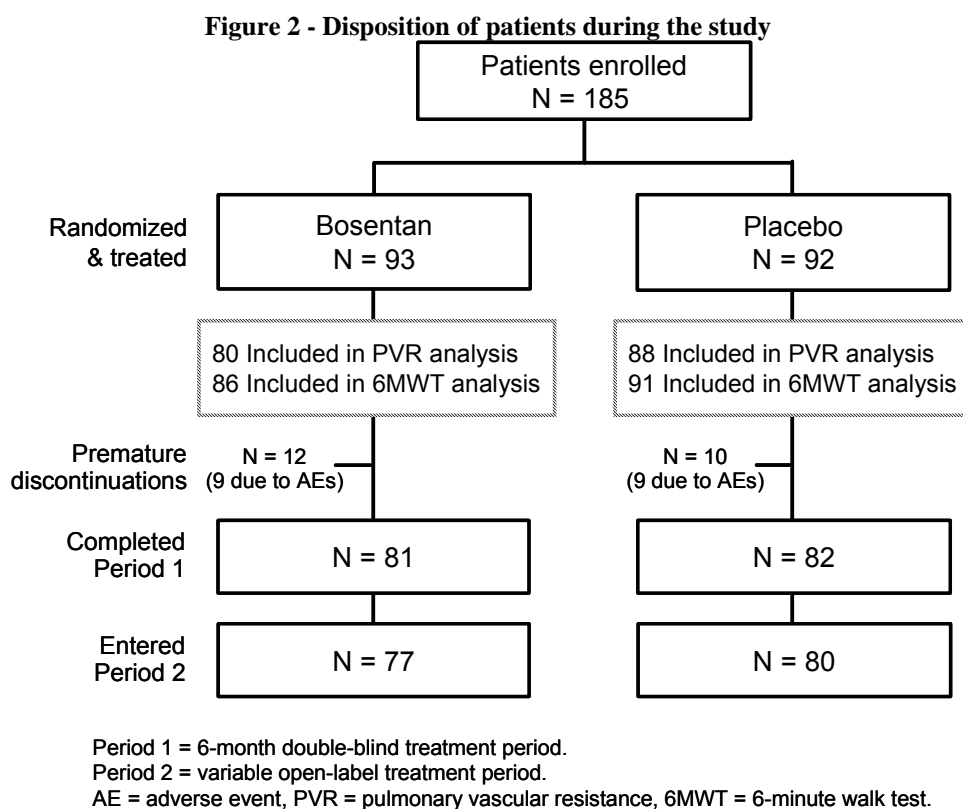 Figure 2 - Disposition of patients during the study
Patients enrolled
N = 185
Randomized
& treated
Bosentan
N = 93
Placebo
N = 92
80 Included in PVR analysis
86 Included in 6MWT analysis
88 Included in PVR analysis
91 Included in 6MWT analysis
Premature
discontinuations
N = 12
(9 due to AEs)
N = 10
(9 due to AEs)
Completed
Period 1
N = 81
N = 82
Entered
Period 2
N = 77
N = 80
Period 1 = 6-month double-blind treatment period.
Period 2 = variable open-label treatment period.
AE = adverse event, PVR = pulmonary vascular resistance, 6MWT = 6-minute walk test.